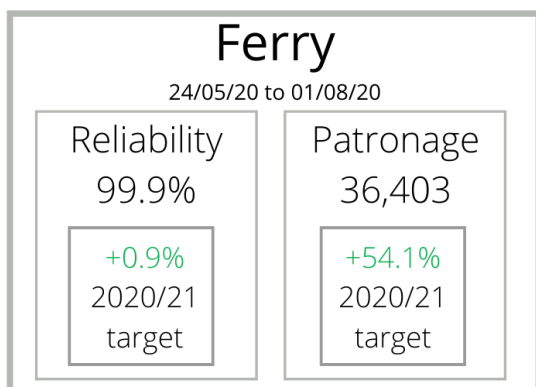 Ferry
24/05/20 to 01/08/20
Reliability
99.9%
+0.9%
2020/21
target
Patronage
36,403
+54.1%
2020/21
target